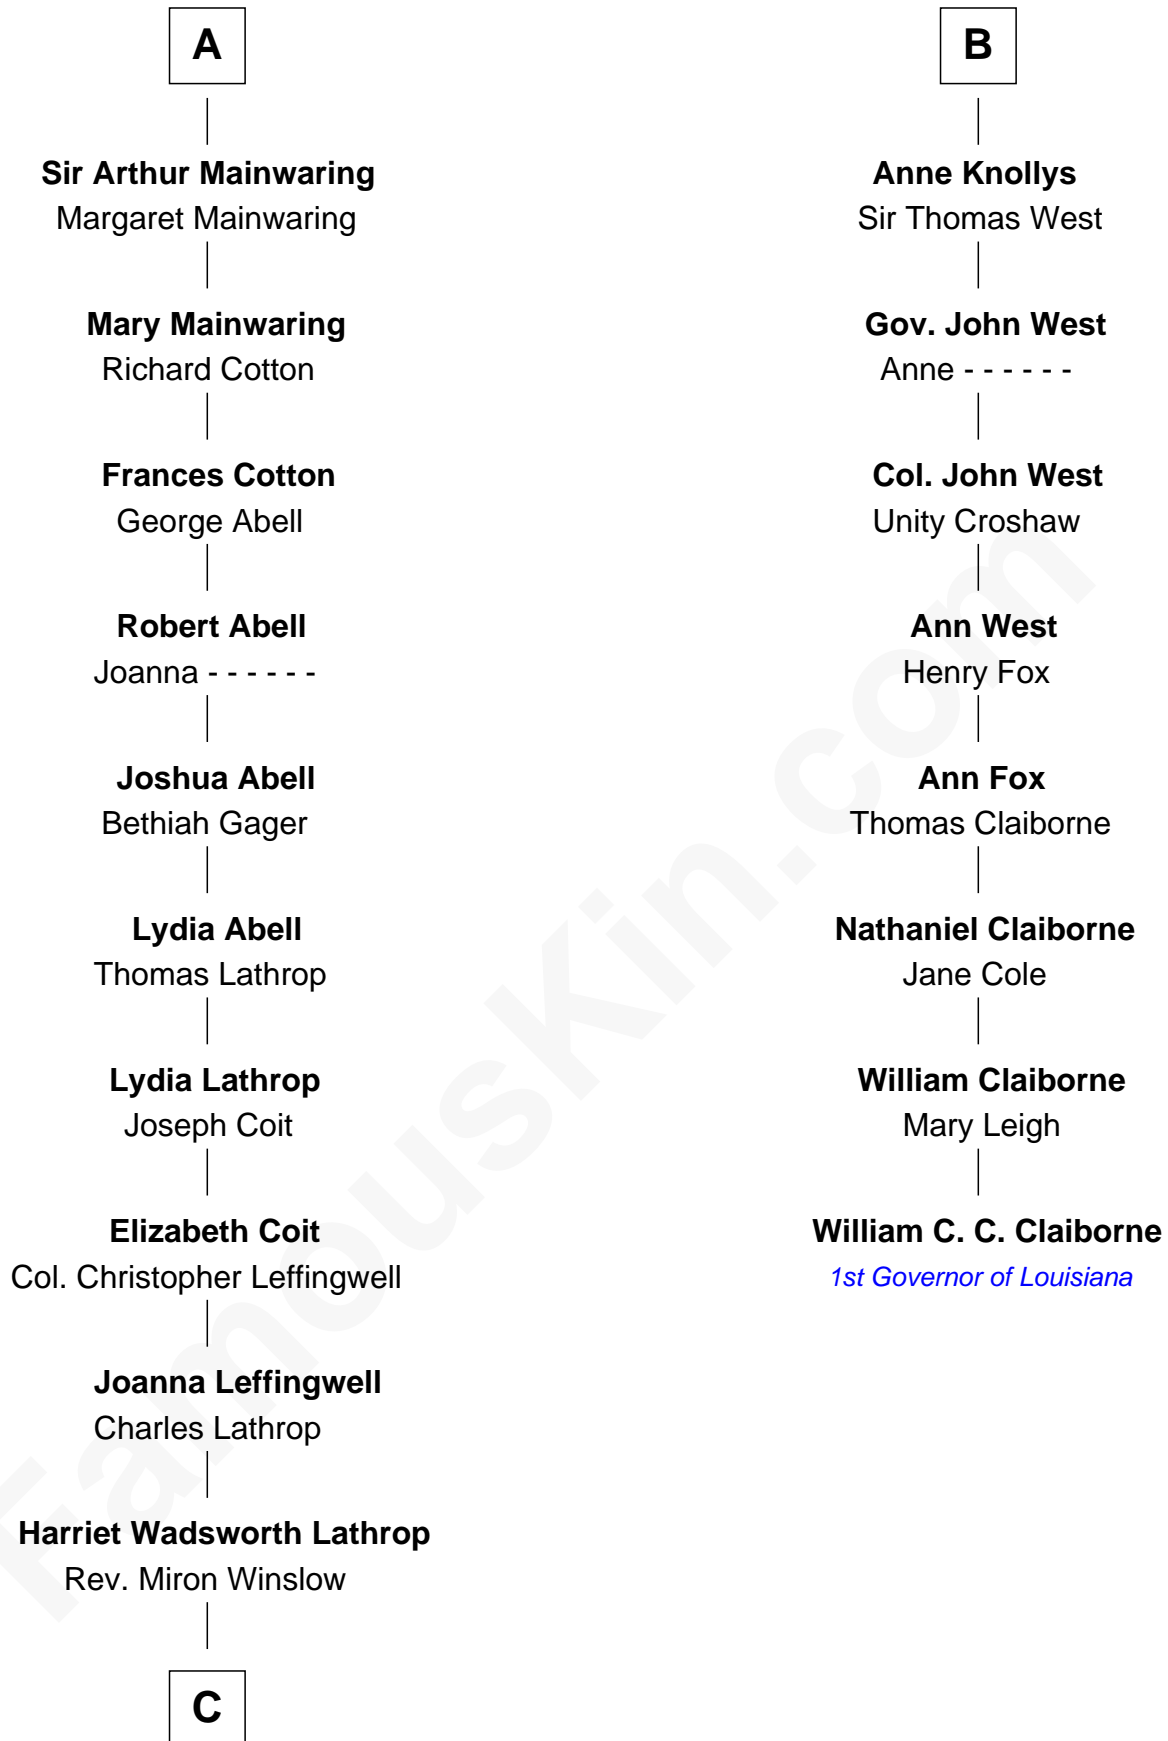 A
Sir Arthur Mainwaring
Margaret Mainwaring
Mary Mainwaring
Richard Cotton
Frances Cotton
George Abell
Robert Abell
Joanna - - - - - -
Joshua Abell
Bethiah Gager
Lydia Abell
Thomas Lathrop
Lydia Lathrop
Joseph Coit
Elizabeth Coit
Col. Christopher Leffingwell
Joanna Leffingwell
Charles Lathrop
Harriet Wadsworth Lathrop
Rev. Miron Winslow
C
B
Anne Knollys
Sir Thomas West
Gov. John West
Anne - - - - - -
Col. John West
Unity Croshaw
Ann West
Henry Fox
Ann Fox
Thomas Claiborne
Nathaniel Claiborne
Jane Cole
William Claiborne
Mary Leigh
William C. C. Claiborne
1st Governor of Louisiana
FamousKin.com